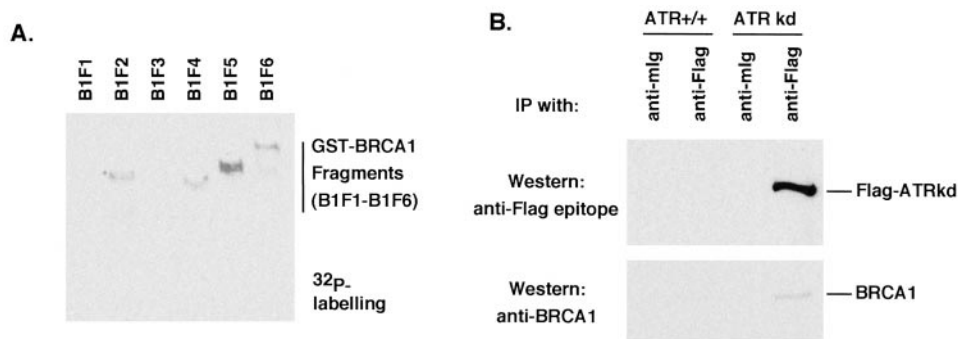 A.
B1F1
B1F2
B1F3
B1F4
B1F5
B1F6
GST-BRCA1
Fragments
(B1F1-B1F6)
32P-
labelling
B.
ATR+/+ ATR kd
IP with:
anti-mIg
anti-Flag
anti-mIg
anti-Flag
Western:
anti-Flag epitope
Flag-ATRkd
Western:
anti-BRCA1
BRCA1